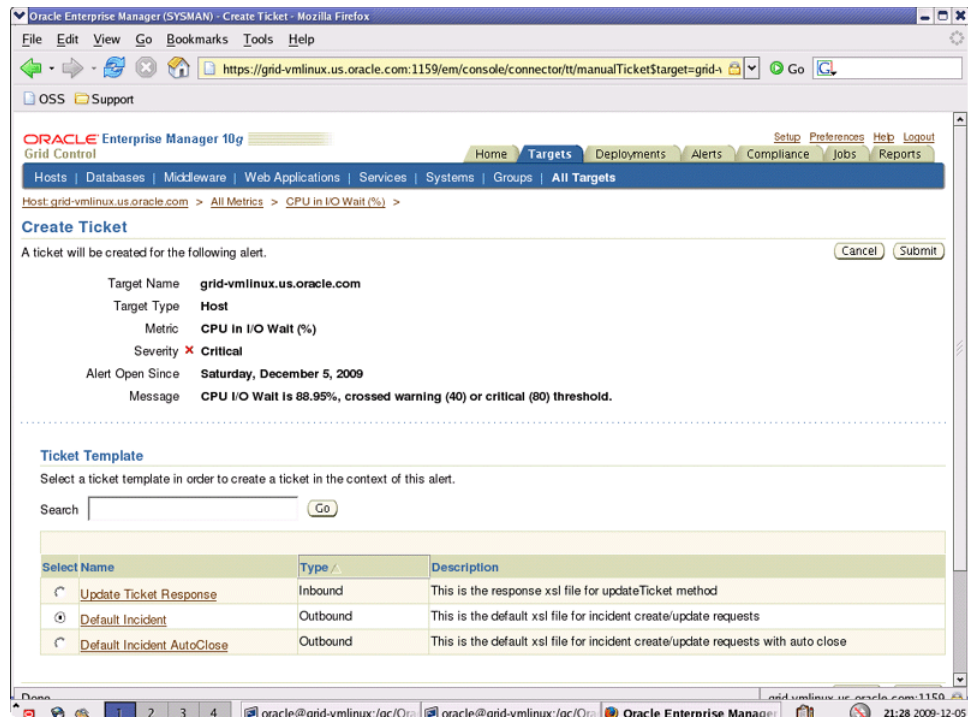 Oracle Enterprise Manager (SYSMAN) - Create Ticket - Mozilla Firefox
File Edit View Go Bookmarks Tools Help
https://grid-vmlinux.us.oracle.com:1159/em/console/connector/tt/manualTicket$target=grid-v Go
OSS Support
ORACLE Enterprise Manager 10g
Grid Control
Setup Preferences Help Logout
Home Targets Deployments Alerts Compliance Jobs Reports
Hosts | Databases | Middleware | Web Applications | Services | Systems | Groups | All Targets
Host: grid-vmlinux.us.oracle.com > All Metrics > CPU in I/O Wait (%) >
Create Ticket
A ticket will be created for the following alert.
Cancel Submit
Target Name grid-vmlinux.us.oracle.com
Target Type Host
Metric CPU in I/O Wait (%)
Severity Critical
Alert Open Since Saturday, December 5, 2009
Message CPU I/O Wait is 88.95%, crossed warning (40) or critical (80) threshold.
Ticket Template
Select a ticket template in order to create a ticket in the context of this alert.
Search Go
Select Name Type Description
Update Ticket Response Inbound This is the response xsl file for updateTicket method
Default Incident Outbound This is the default xsl file for incident create/update requests
Default Incident AutoClose Outbound This is the default xsl file for incident create/update requests with auto close
Done grid-vmlinux.us.oracle.com:1159
1 2 3 4 oracle@grid-vmlinux:/gc/Ora oracle@grid-vmlinux:/gc/Ora Oracle Enterprise Manager 21:28 2009-12-05